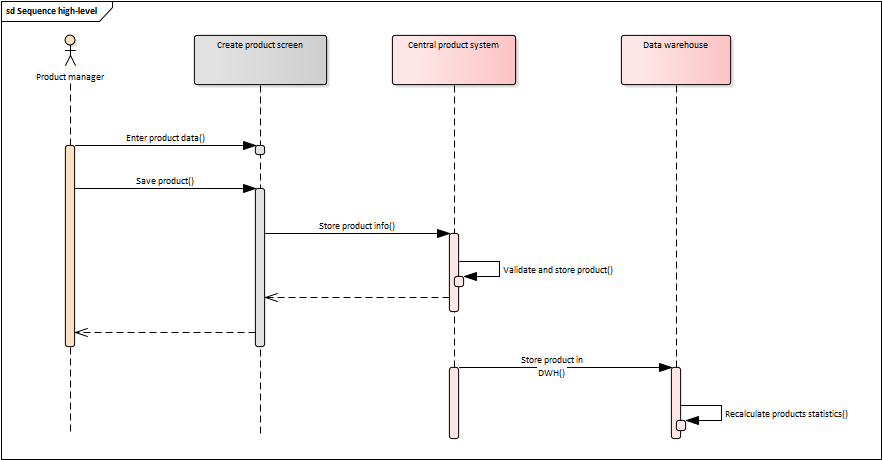 sd Sequence high-level
Product manager
Create product screen
Central product system
Data warehouse
Enter product data()
Save product()
Store product info()
Validate and store product()
Store product in
DWH()
Recalculate products statistics()